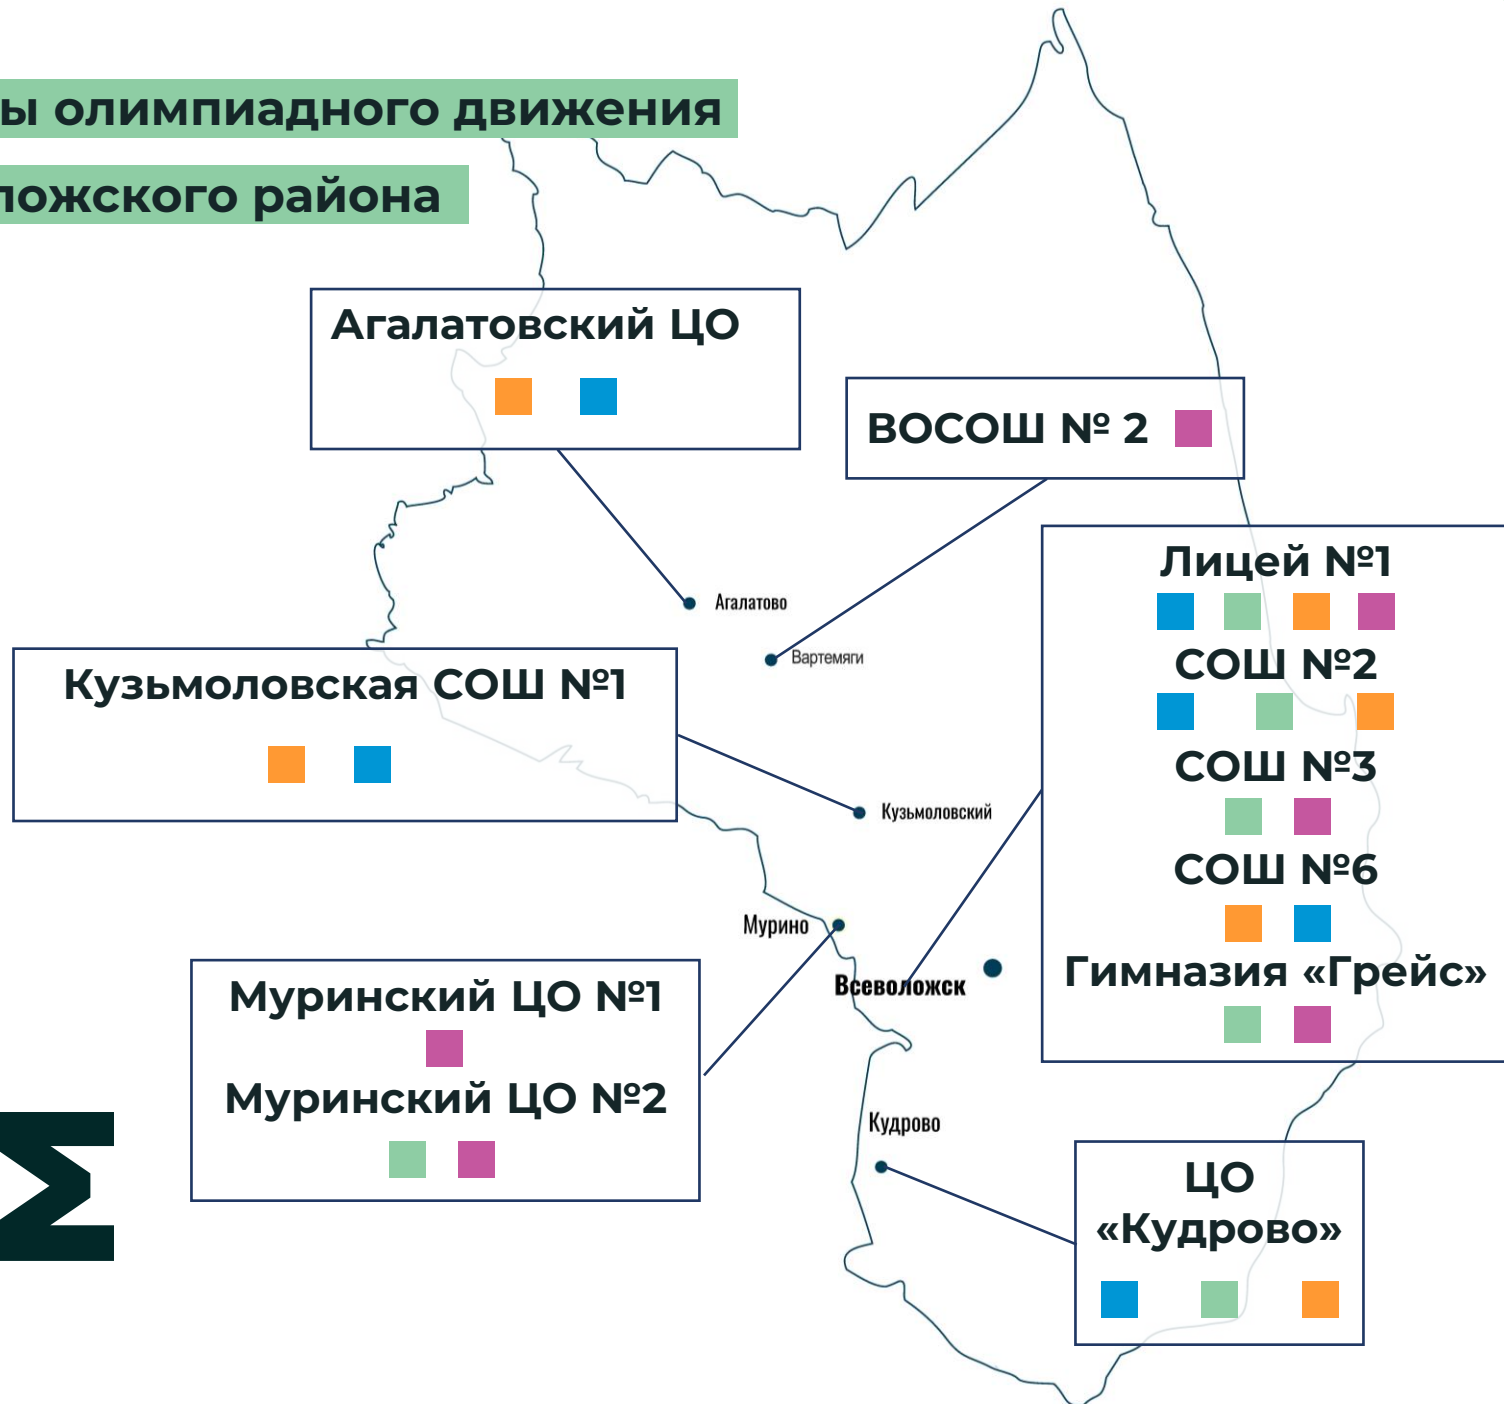 ы олимпиадного движения
ложского района
Агалатовский ЦО
ВОСОШ № 2
Лицей №1
СОШ №2
СОШ №3
СОШ №6
Гимназия «Грейс»
Агалатово
Вартемяги
Кузьмоловская СОШ №1
Кузьмоловский
Мурино
Всеволожск
Муринский ЦО №1
Муринский ЦО №2
Кудрово
ЦО
«Кудрово»